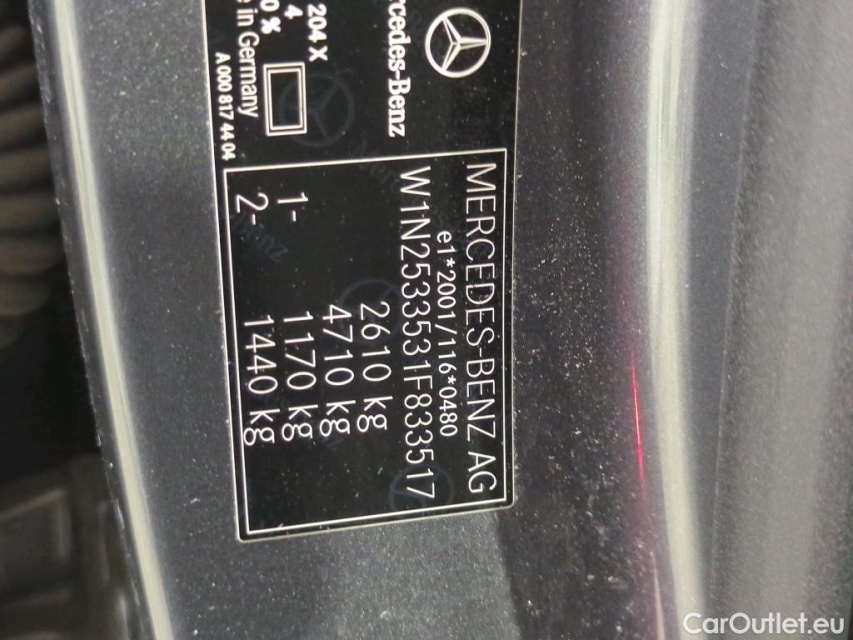 Mercedes-Benz
204 X
4
0 %
in Germany
A 000 817 44 04
MERCEDES-BENZ AG
e1*2001/116*0480
W1N2533531F833517
2610 kg
4710 kg
1- 1170 kg
2- 1440 kg
CarOutlet.eu